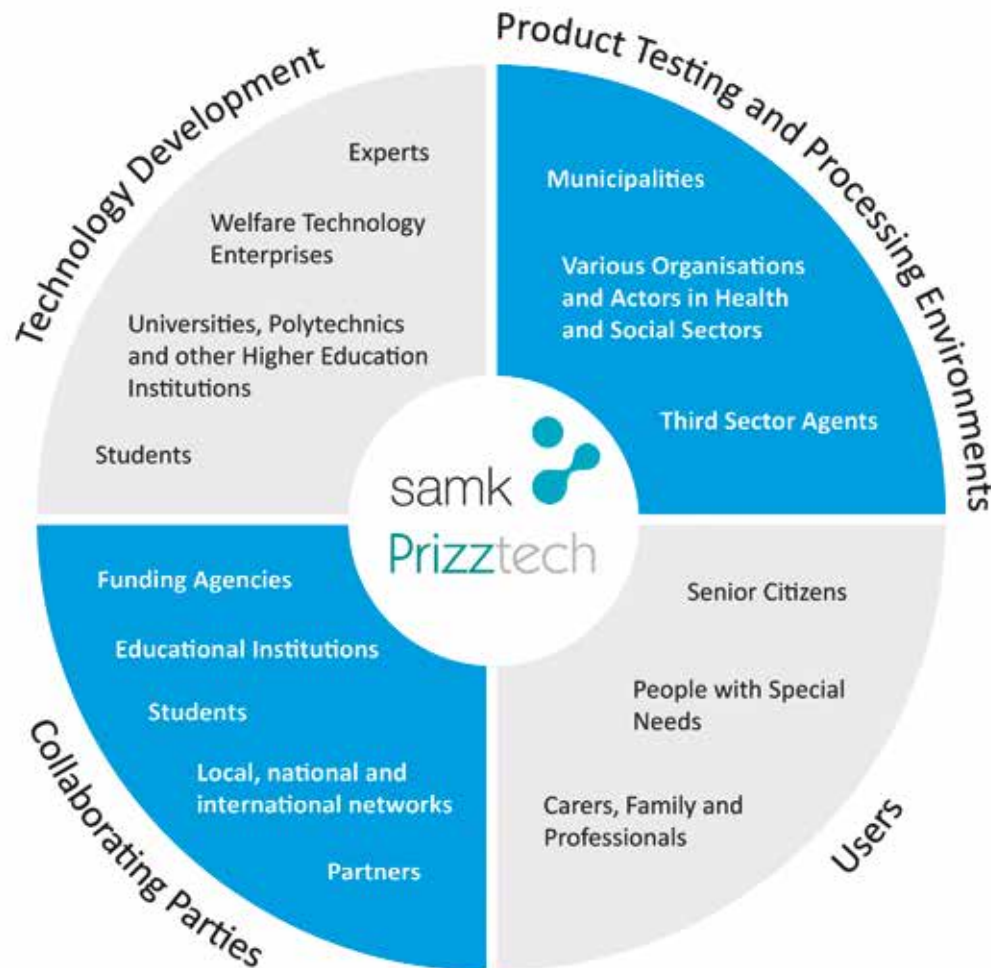 Technology Development
Experts
Welfare Technology
Enterprises
Universities, Polytechnics
and other Higher Education
Institutions
Students
Product Testing and Processing Environments
Municipalities
Various Organisations
and Actors in Health
and Social Sectors
Third Sector Agents
samk
Prizztech
Collaborating Parties
Funding Agencies
Educational Institutions
Students
Local, national and
international networks
Partners
Users
Senior Citizens
People with Special
Needs
Carers, Family and
Professionals